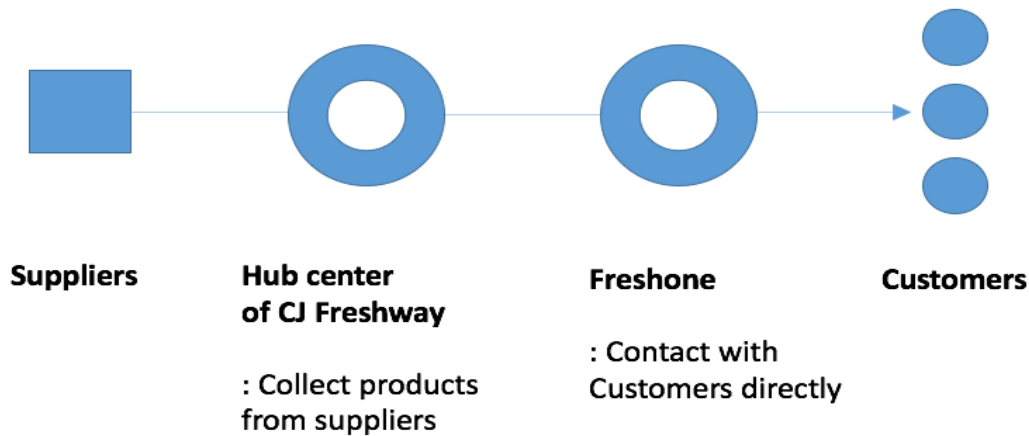 Suppliers
Hub center
of CJ Freshway
: Collect products
from suppliers
Freshone
: Contact with
Customers directly
Customers